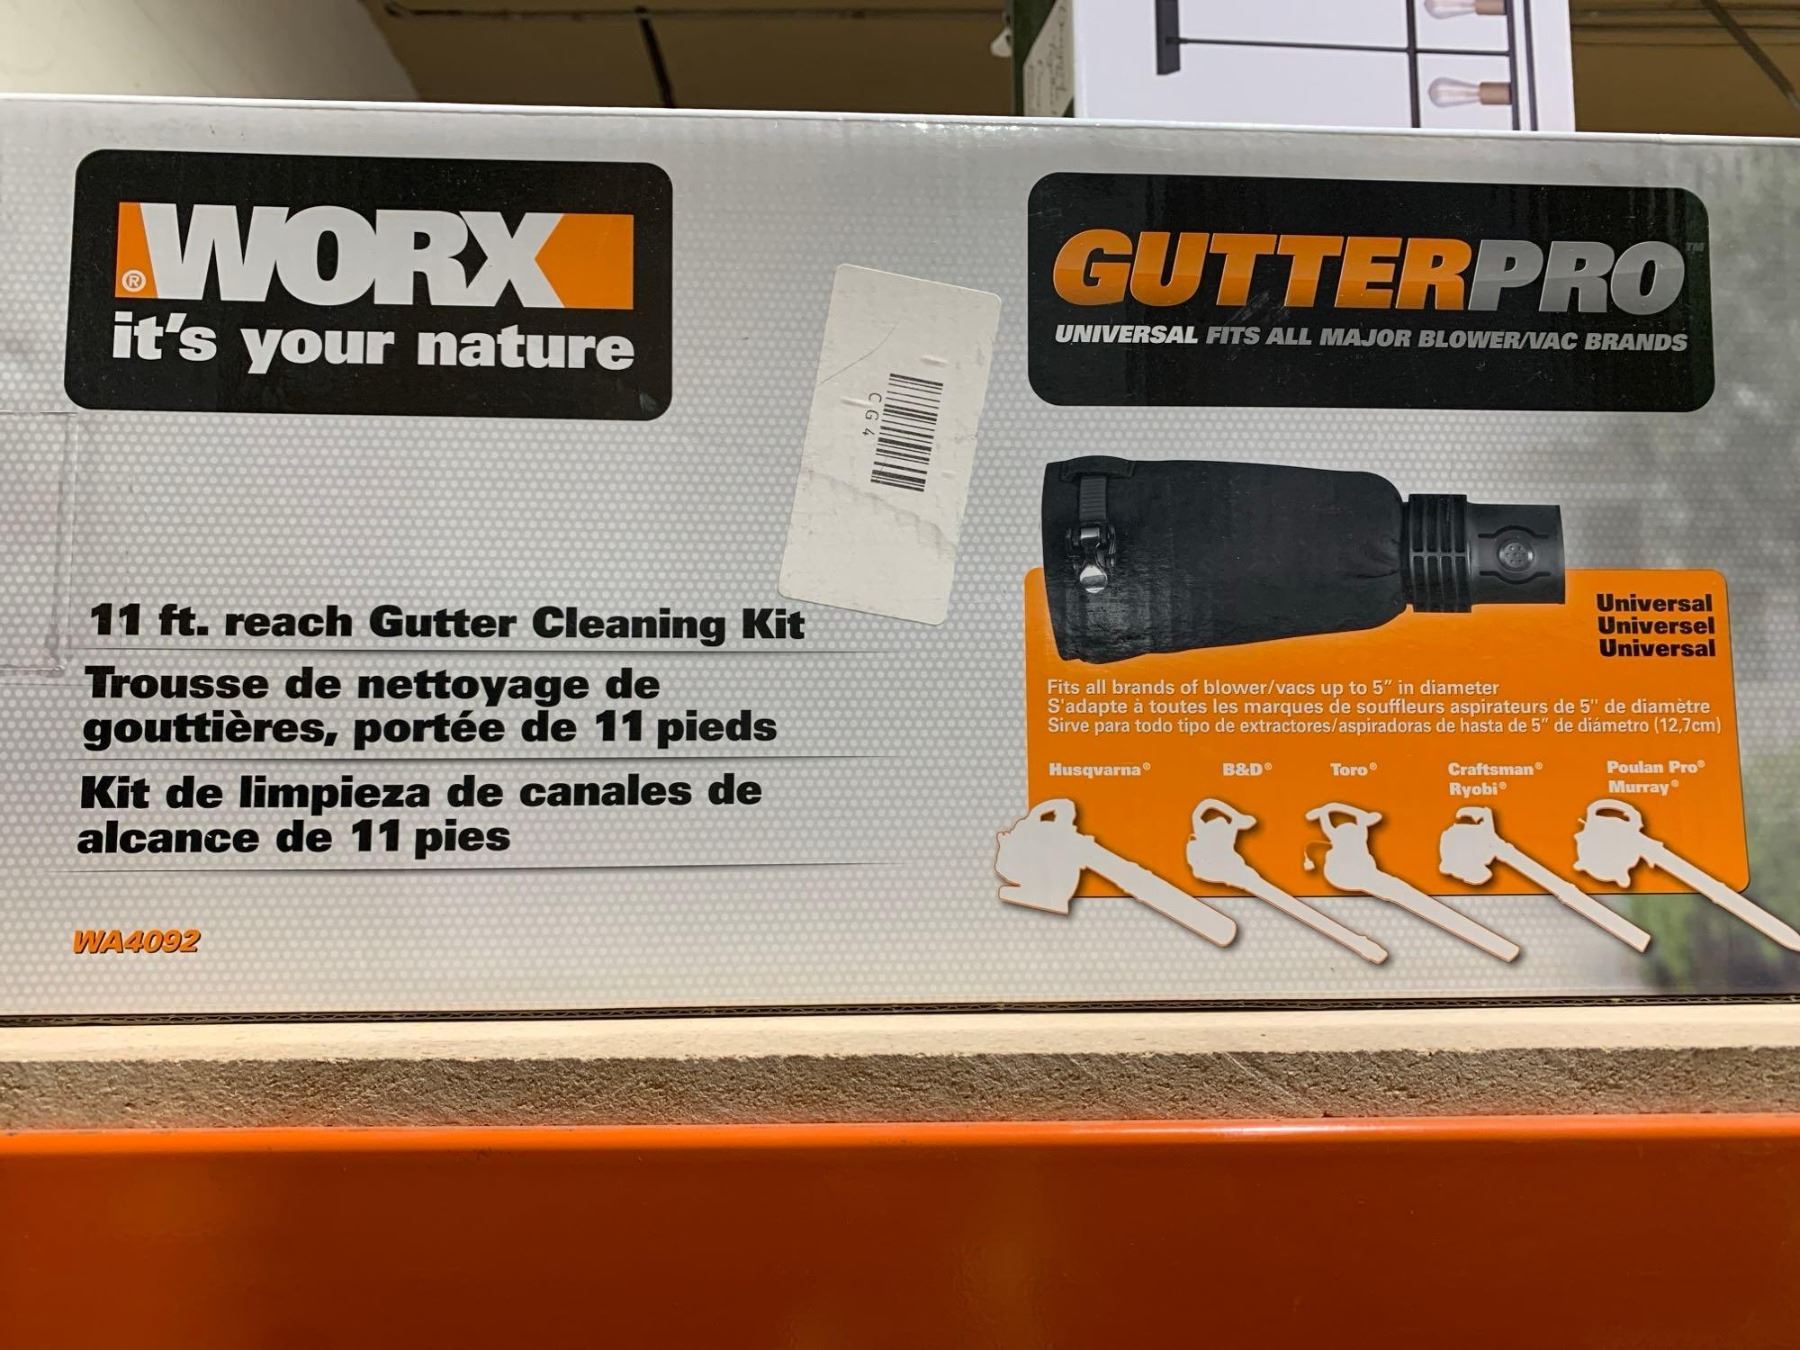 WORX®
it's your nature
GUTTERPRO™
UNIVERSAL FITS ALL MAJOR BLOWER/VAC BRANDS
CG4
11 ft. reach Gutter Cleaning Kit
Trousse de nettoyage de
gouttières, portée de 11 pieds
Kit de limpieza de canales de
alcance de 11 pies
WA4092
Universal
Universel
Universal
Fits all brands of blower/vacs up to 5" in diameter
S'adapte à toutes les marques de souffleurs aspirateurs de 5" de diamètre
Sirve para todo tipo de extractores/aspiradoras de hasta de 5" de diámetro (12,7cm)
Husqvarna®
B&D®
Toro®
Craftsman®
Ryobi®
Poulan Pro®
Murray®